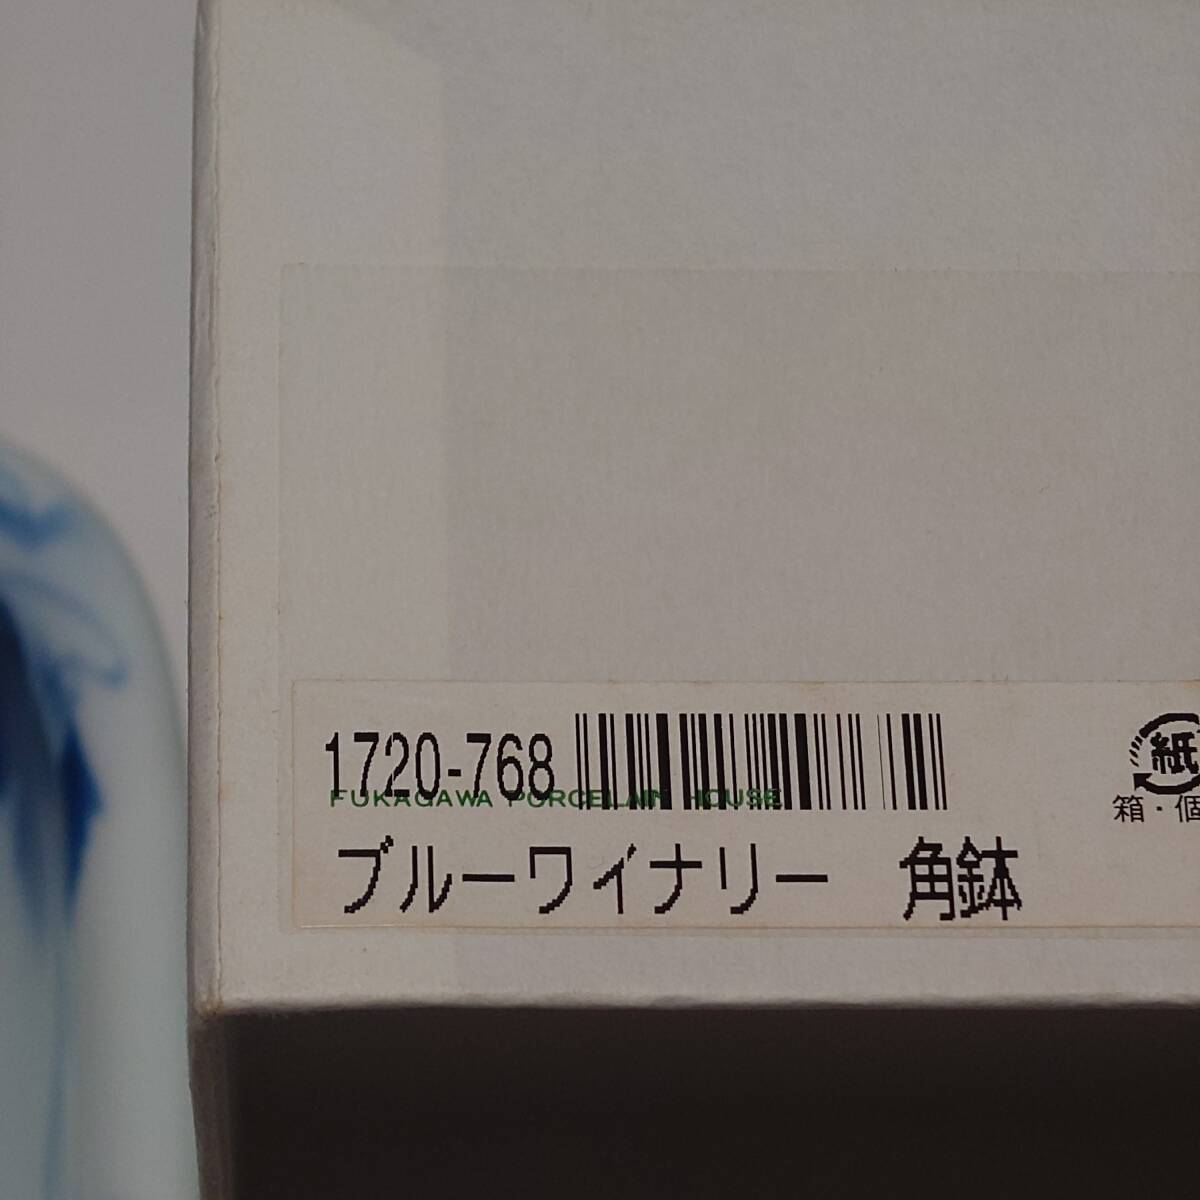 1720-768
FUKAGAWA PORCELAIN HOUSE
紙
箱・個
ブルーワイナリー 角鉢